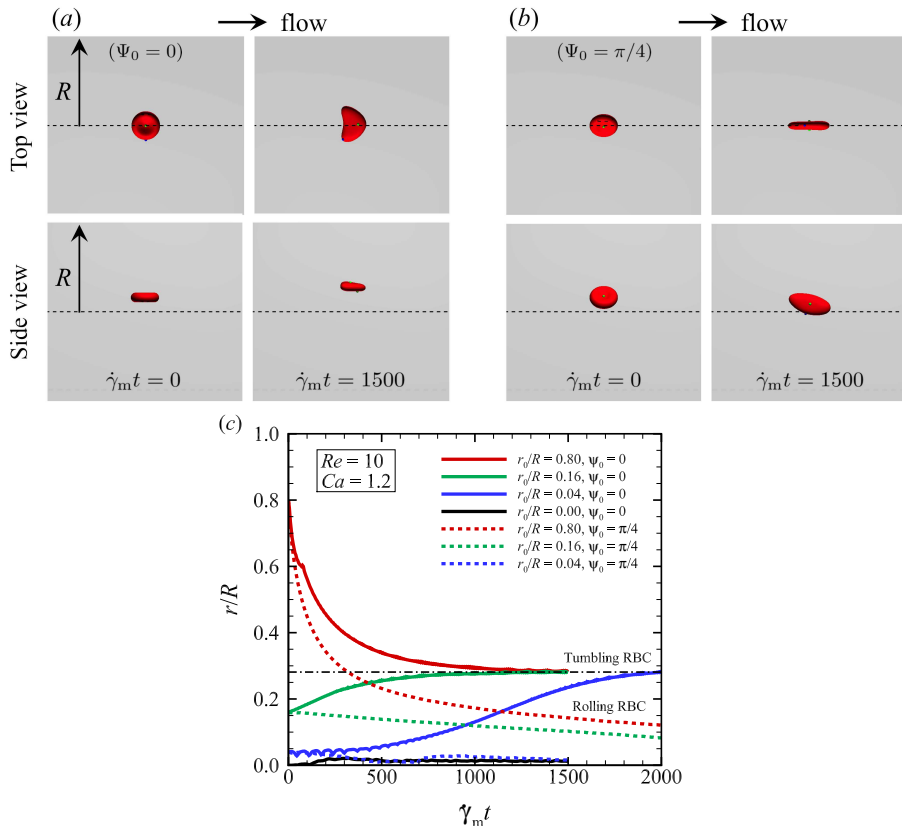 (a) flow
(b) flow
Top view
R
(Ψ₀ = 0)
(Ψ₀ = π/4)
Side view
R
γ̇ₘt = 0
γ̇ₘt = 1500
γ̇ₘt = 0
γ̇ₘt = 1500
(c)
r/R
1.0
0.8
0.6
0.4
0.2
0.0
Re = 10
Ca = 1.2
r₀/R = 0.80, ψ₀ = 0
r₀/R = 0.16, ψ₀ = 0
r₀/R = 0.04, ψ₀ = 0
r₀/R = 0.00, ψ₀ = 0
r₀/R = 0.80, ψ₀ = π/4
r₀/R = 0.16, ψ₀ = π/4
r₀/R = 0.04, ψ₀ = π/4
Tumbling RBC
Rolling RBC
0 500 1000 1500 2000
γ̇ₘt